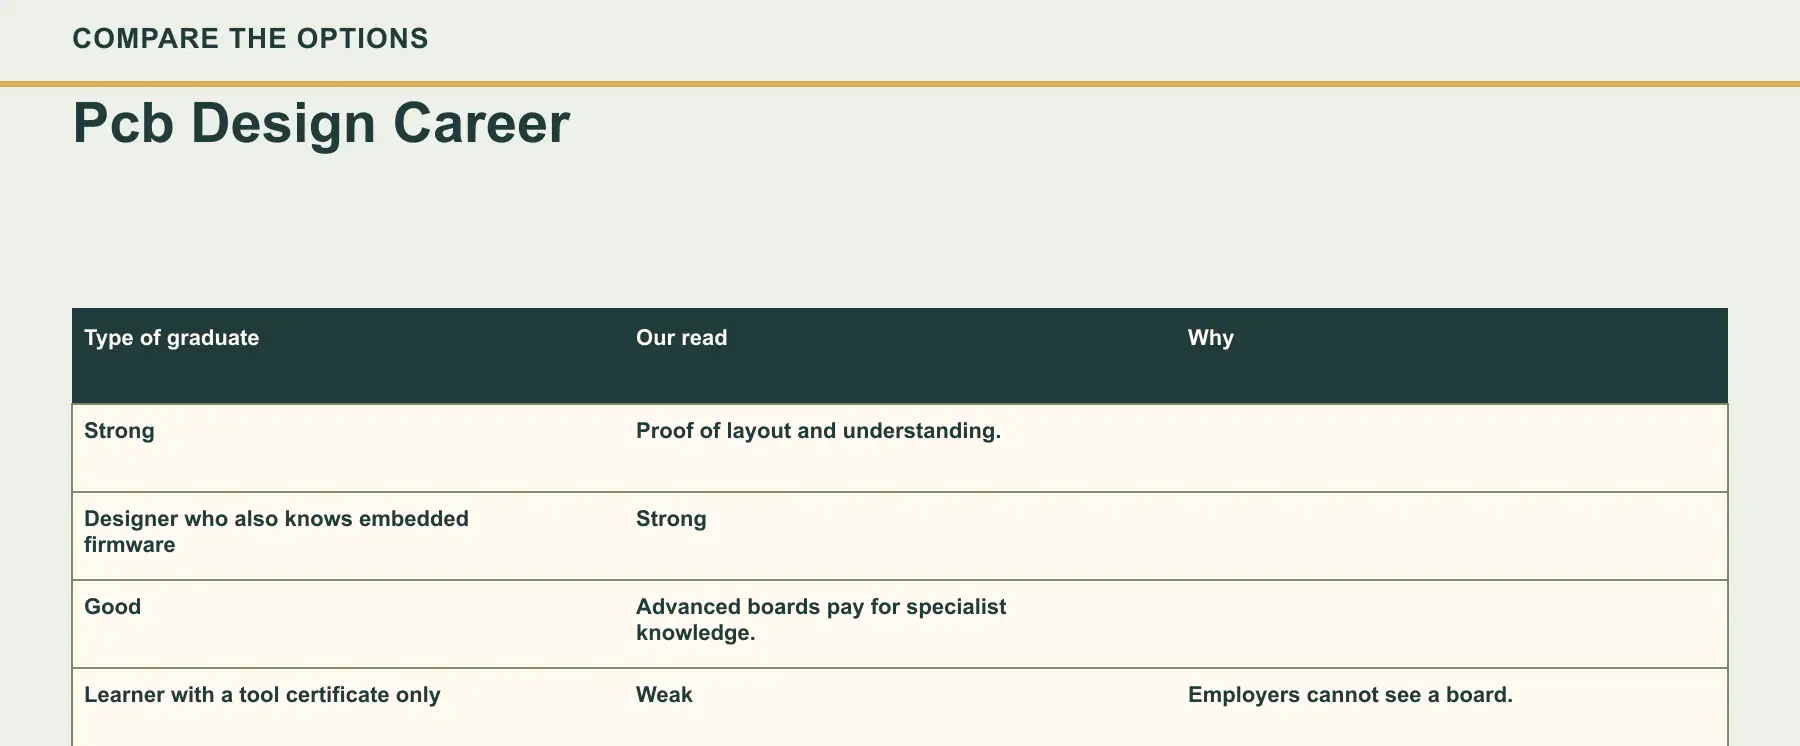 COMPARE THE OPTIONS
Pcb Design Career
Type of graduate
Our read
Why
Strong
Proof of layout and understanding.
Designer who also knows embedded
firmware
Strong
Good
Advanced boards pay for specialist
knowledge.
Learner with a tool certificate only
Weak
Employers cannot see a board.